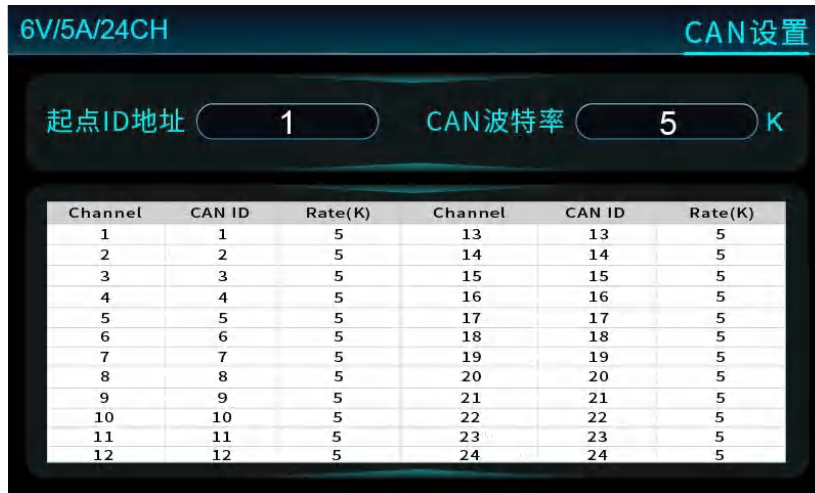 6V/5A/24CH CAN设置
起点ID地址 1 CAN波特率 5 K
Channel CAN ID Rate(K) Channel CAN ID Rate(K)
1 1 5 13 13 5
2 2 5 14 14 5
3 3 5 15 15 5
4 4 5 16 16 5
5 5 5 17 17 5
6 6 5 18 18 5
7 7 5 19 19 5
8 8 5 20 20 5
9 9 5 21 21 5
10 10 5 22 22 5
11 11 5 23 23 5
12 12 5 24 24 5